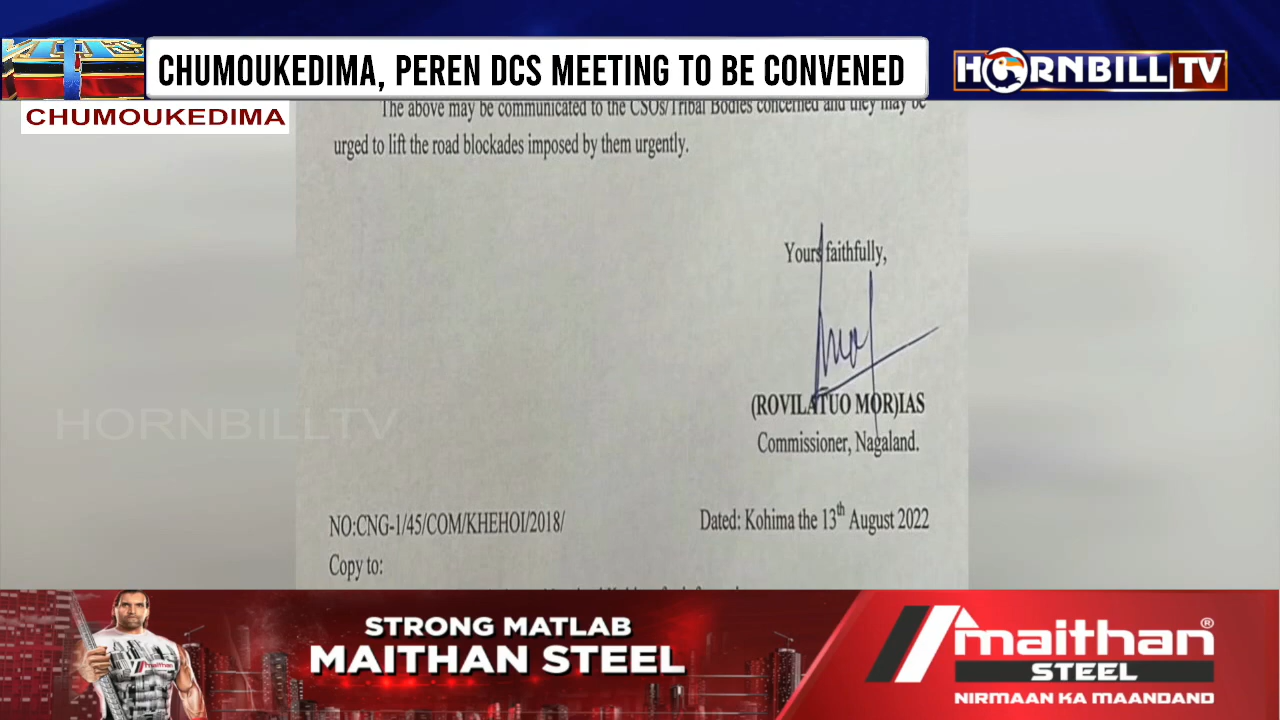 CHUMOUKEDIMA, PEREN DCS MEETING TO BE CONVENED
HORNBILL TV
CHUMOUKEDIMA
The above may be communicated to the CSOs/Tribal Bodies concerned and they may be
urged to lift the road blockades imposed by them urgently.
Yours faithfully,
(ROVILATUO MOR)IAS
Commissioner, Nagaland.
HORNBILLTV
NO:CNG-1/45/COM/KHEHOI/2018/
Dated: Kohima the 13th August 2022
Copy to:
STRONG MATLAB
MAITHAN STEEL
maithan®
STEEL
NIRMAAN KA MAANDAND
maithan